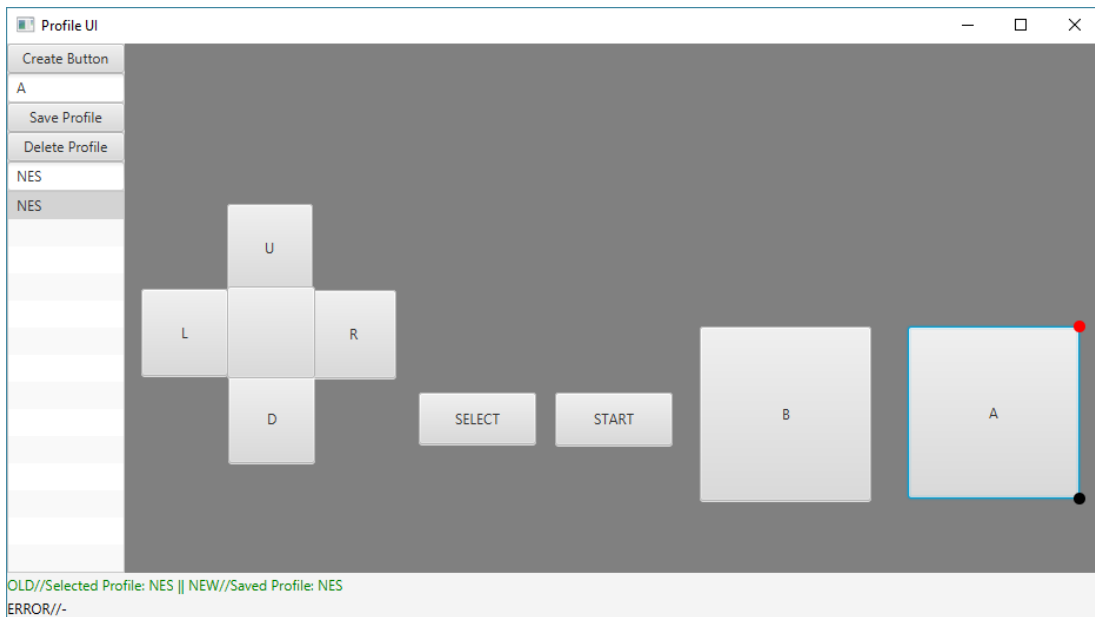 Profile UI
Create Button
A
Save Profile
Delete Profile
NES
NES
U
L
R
D
SELECT
START
B
A
OLD//Selected Profile: NES || NEW//Saved Profile: NES
ERROR//-